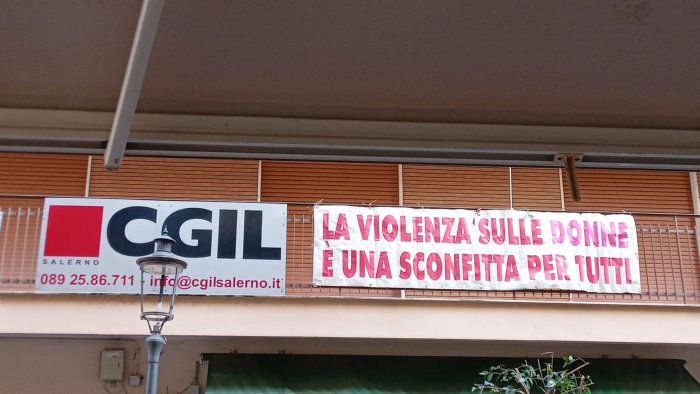 CGIL
SALERNO
089 25.86.711 - info@cgilsalerno.it
LA VIOLENZA SULLE DONNE
È UNA SCONFITTA PER TUTTI